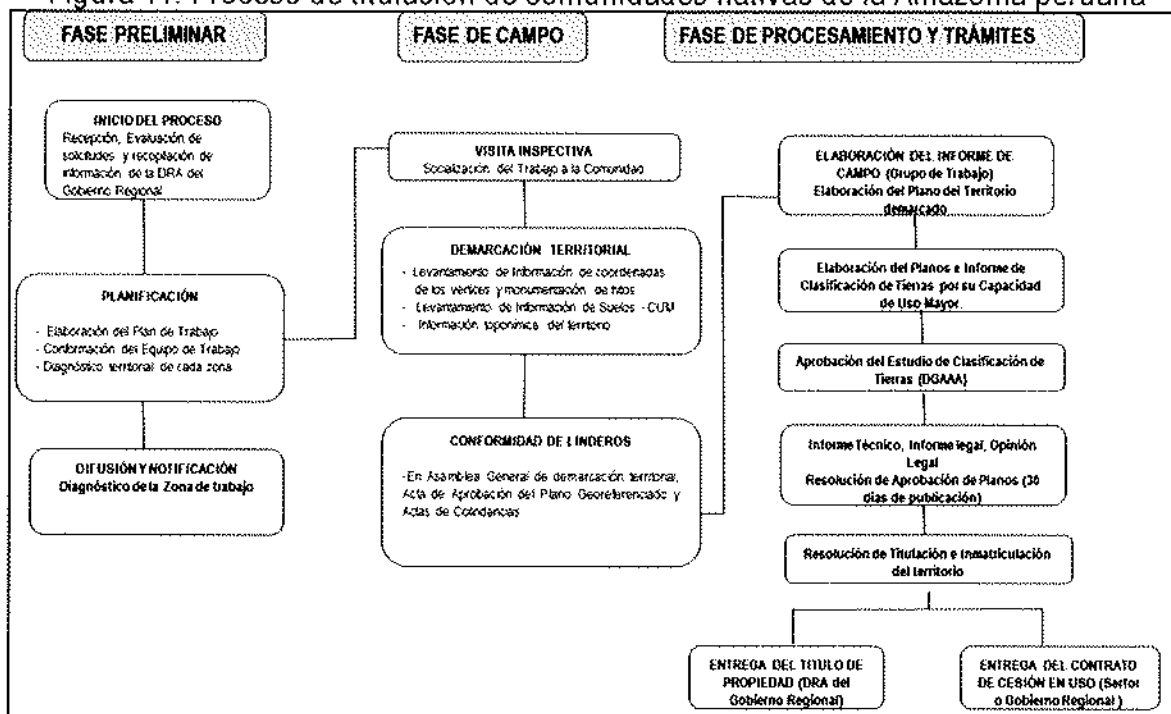 Figura 11. Proceso de titulación de comunidades nativas de la Amazonía peruana
FASE PRELIMINAR
INICIO DEL PROCESO
Recepción, Evaluación de
solicitudes y recopilación de
información de la DRA del
Gobierno Regional
PLANIFICACIÓN
- Elaboración del Plan de Trabajo
- Conformación del Equipo de Trabajo
- Diagnóstico territorial de cada zona
DIFUSIÓN Y NOTIFICACIÓN
Diagnóstico de la Zona de trabajo
FASE DE CAMPO
VISITA INSPECTIVA
Socialización del Trabajo a la Comunidad
DEMARCACIÓN TERRITORIAL
- Levantamiento de Información de coordenadas
de los vértices y monumentación de hitos
- Levantamiento de Información de Suelos - CUM
- Información toponímica del territorio
CONFORMIDAD DE LINDEROS
-En Asamblea General de demarcación territorial,
Acta de Aprobación del Plano Georeferenciado y
Actas de Colindancias
FASE DE PROCESAMIENTO Y TRÁMITES
ELABORACIÓN DEL INFORME DE
CAMPO (Grupo de Trabajo)
Elaboración del Plano del Territorio
demarcado
Elaboración del Planos e Informe de
Clasificación de Tierras por su Capacidad
de Uso Mayor.
Aprobación del Estudio de Clasificación de
Tierras (DGAAA)
Informe Técnico, Informe legal, Opinión
Legal
Resolución de Aprobación de Planos (30
días de publicación)
Resolución de Titulación e Inmatriculación
del territorio
ENTREGA DEL TITULO DE
PROPIEDAD (DRA del
Gobierno Regional)
ENTREGA DEL CONTRATO
DE CESIÓN EN USO (Serfor
o Gobierno Regional )